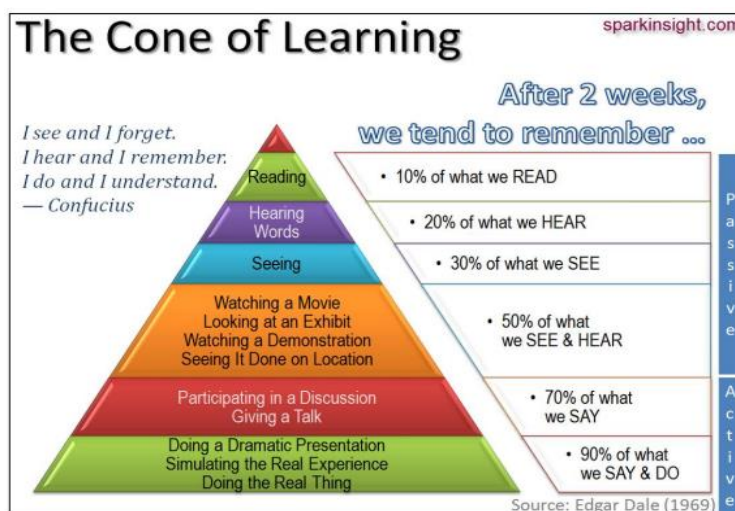 The Cone of Learning
sparkinsight.com
After 2 weeks,
we tend to remember ...
I see and I forget.
I hear and I remember.
I do and I understand.
— Confucius
Reading
• 10% of what we READ
Hearing
Words
• 20% of what we HEAR
Seeing
• 30% of what we SEE
Watching a Movie
Looking at an Exhibit
Watching a Demonstration
Seeing It Done on Location
• 50% of what
we SEE & HEAR
Passive
Participating in a Discussion
Giving a Talk
• 70% of what
we SAY
Doing a Dramatic Presentation
Simulating the Real Experience
Doing the Real Thing
• 90% of what
we SAY & DO
Active
Source: Edgar Dale (1969)